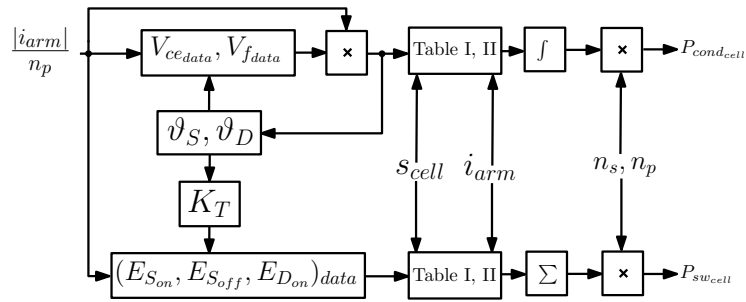 |i_arm| / n_p
V_ce_data, V_f_data
×
Table I, II
∫
×
P_cond_cell
ϑ_S, ϑ_D
K_T
s_cell
i_arm
n_s, n_p
(E_S_on, E_S_off, E_D_on)_data
Table I, II
∑
×
P_sw_cell